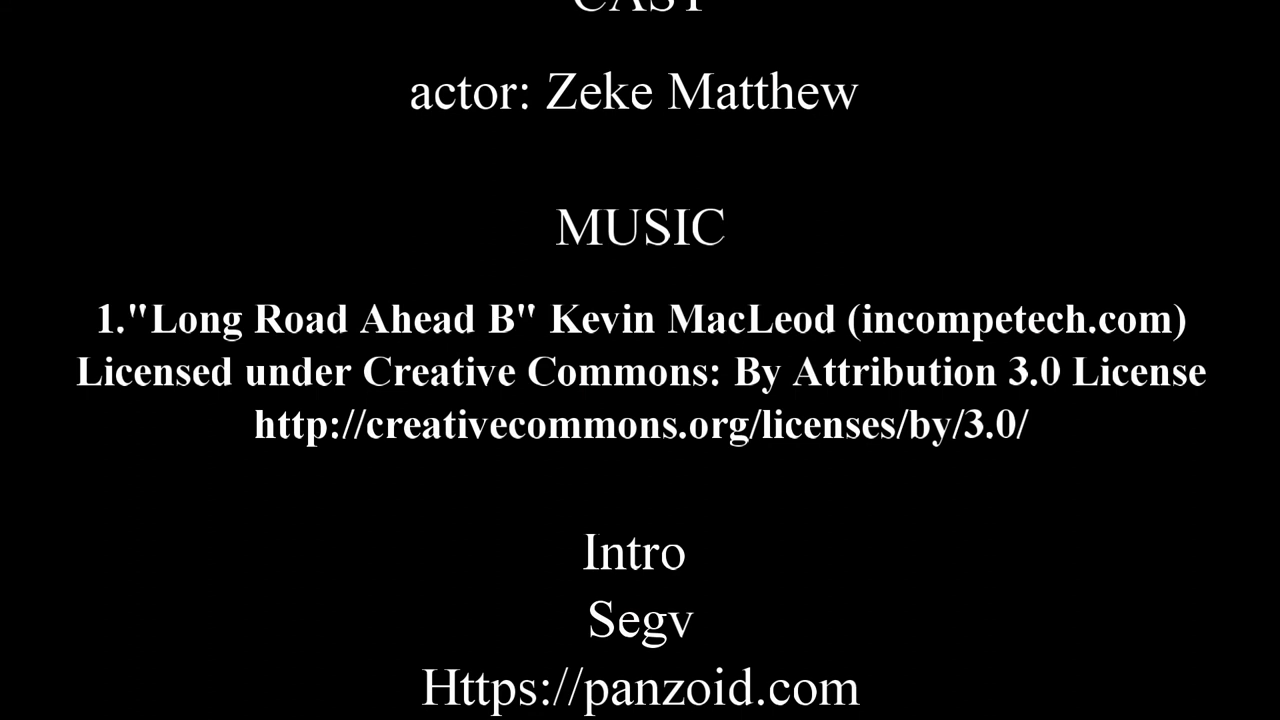 CAST
actor: Zeke Matthew
MUSIC
1."Long Road Ahead B" Kevin MacLeod (incompetech.com)
Licensed under Creative Commons: By Attribution 3.0 License
http://creativecommons.org/licenses/by/3.0/
Intro
Segv
Https://panzoid.com